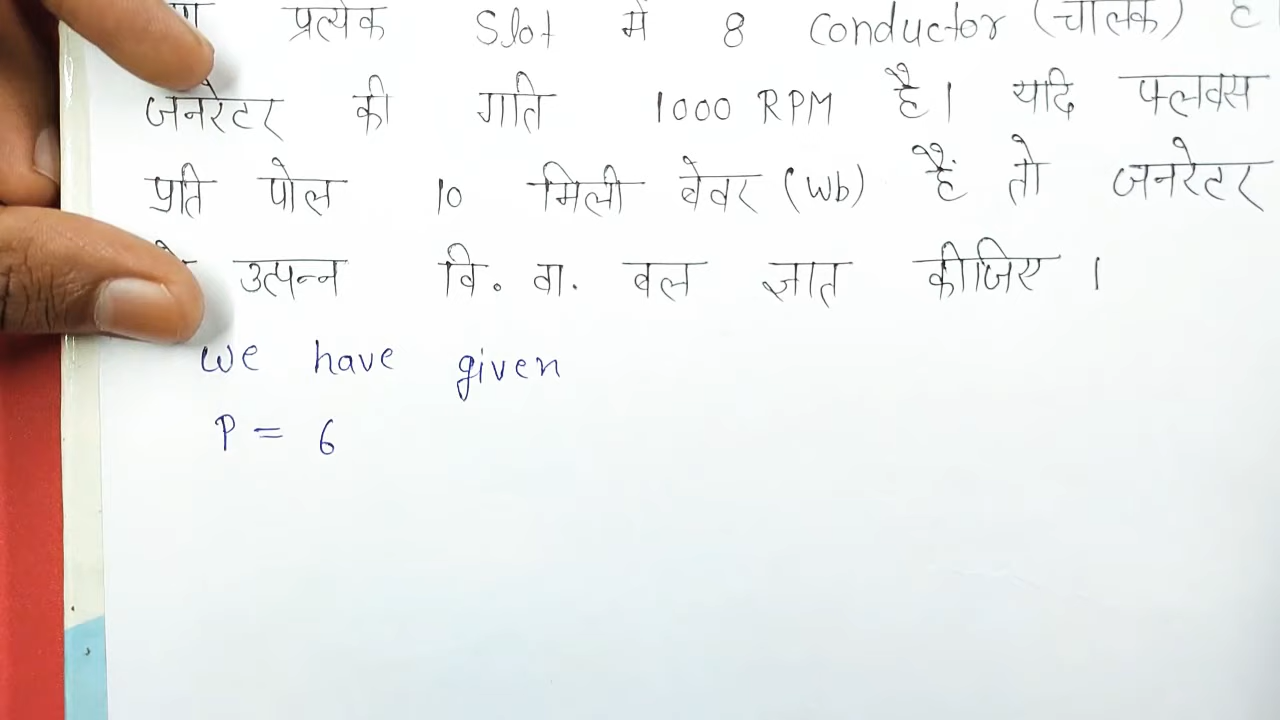 प्रत्येक Slot में 8 Conductor (चालक) है
जनरेटर की गति 1000 RPM है। यदि फ्लक्स
प्रति पोल 10 मिली बेवर (Wb) हैं तो जनरेटर
उत्पन्न वि. वा. बल ज्ञात कीजिए ।
We have given
P = 6